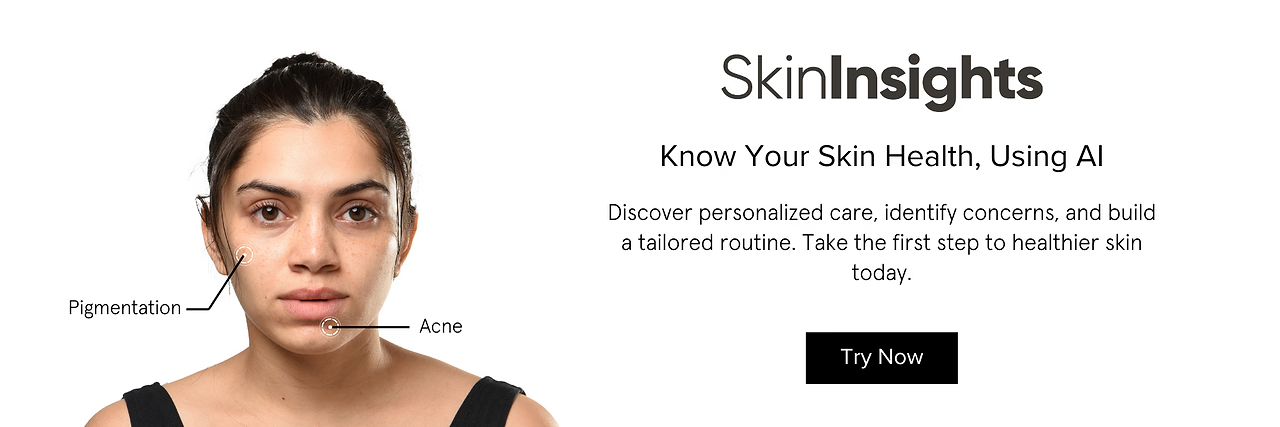 SkinInsights
Know Your Skin Health, Using AI
Discover personalized care, identify concerns, and build
a tailored routine. Take the first step to healthier skin
today.
Pigmentation
Acne
Try Now